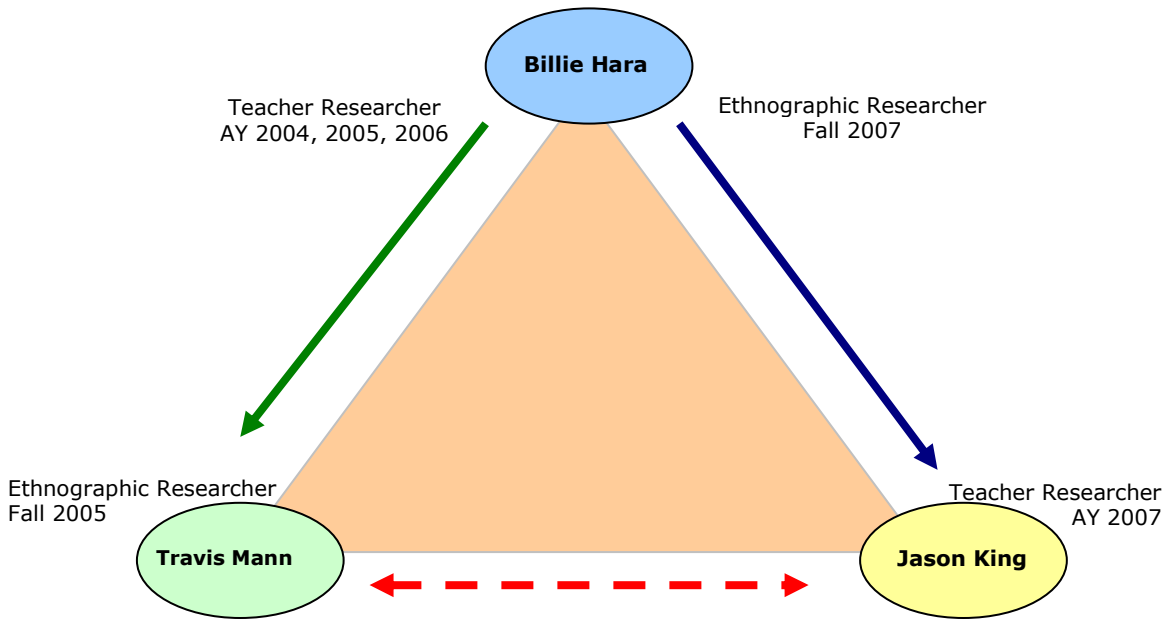 Billie Hara
Teacher Researcher
AY 2004, 2005, 2006
Ethnographic Researcher
Fall 2007
Ethnographic Researcher
Fall 2005
Teacher Researcher
AY 2007
Travis Mann
Jason King